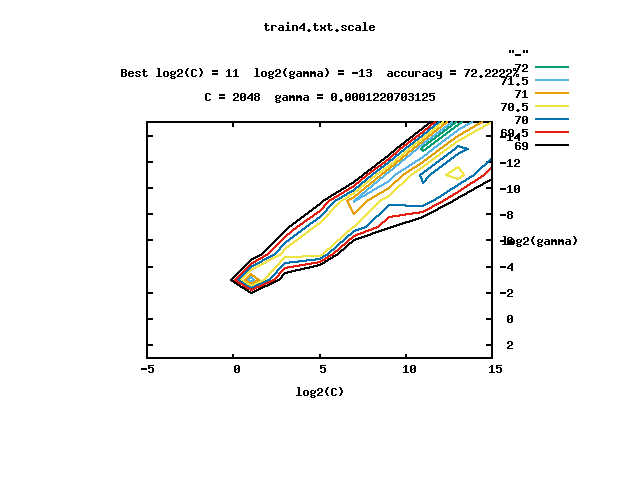 train4.txt.scale
"-"
Best log2(C) = 11 log2(gamma) = -13 accuracy = 72.2222%
72
71.5
C = 2048 gamma = 0.0001220703125
71
70.5
70
69.5
69
-14
-12
-10
-8
-6
log2(gamma)
-4
-2
0
2
-5 0 5 10 15
log2(C)